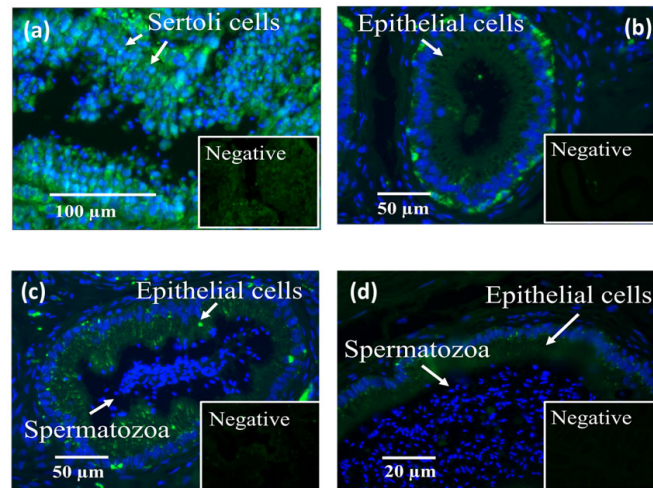 (a)
Sertoli cells
Negative
100 µm
Epithelial cells
(b)
Negative
50 µm
(c)
Epithelial cells
Spermatozoa
Negative
50 µm
(d)
Epithelial cells
Spermatozoa
Negative
20 µm